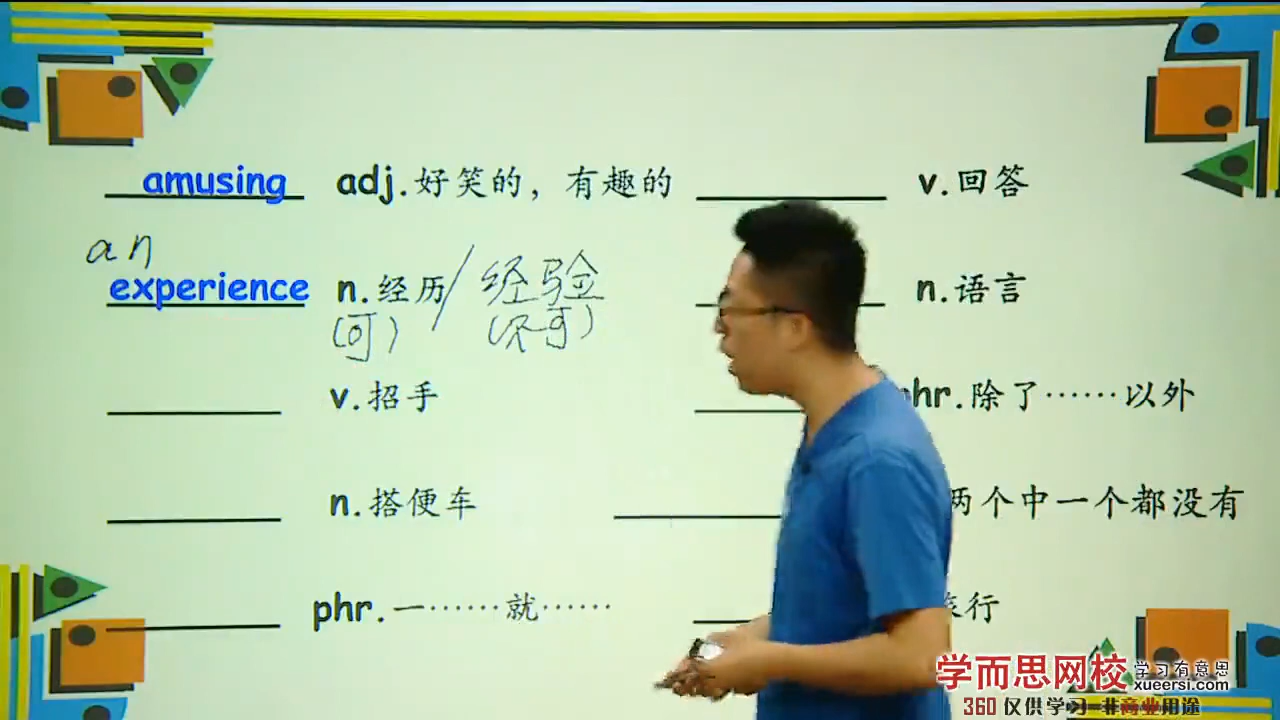 amusing adj.好笑的，有趣的 v.回答
an
experience n.经历/经验 n.语言
(可) (不可)
v.招手 phr.除了……以外
n.搭便车 两个中一个都没有
phr.一……就…… 旅行
学而思网校 学习有意思
xueersi.com
360 仅供学习 非商业用途